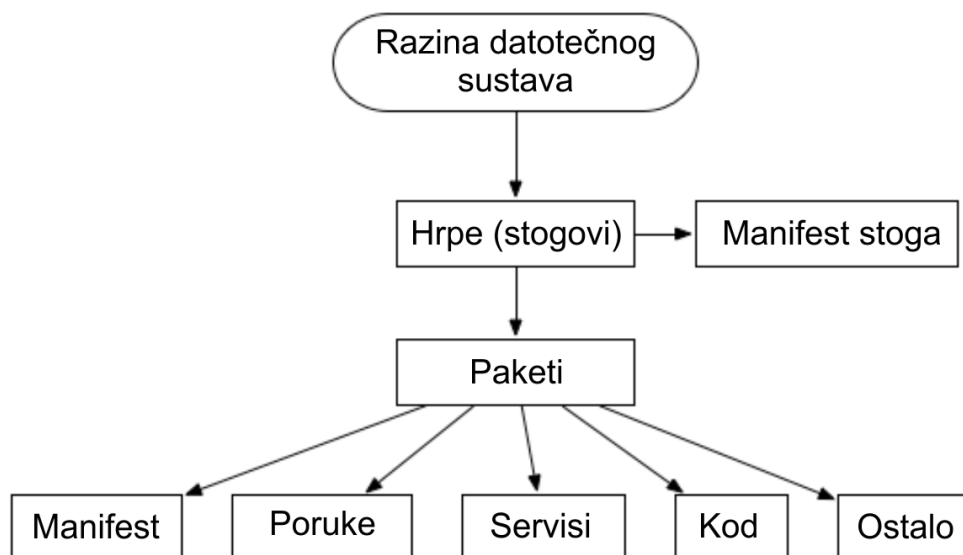 Razina datotečnog
sustava
Hrpe (stogovi)
Manifest stoga
Paketi
Manifest
Poruke
Servisi
Kod
Ostalo